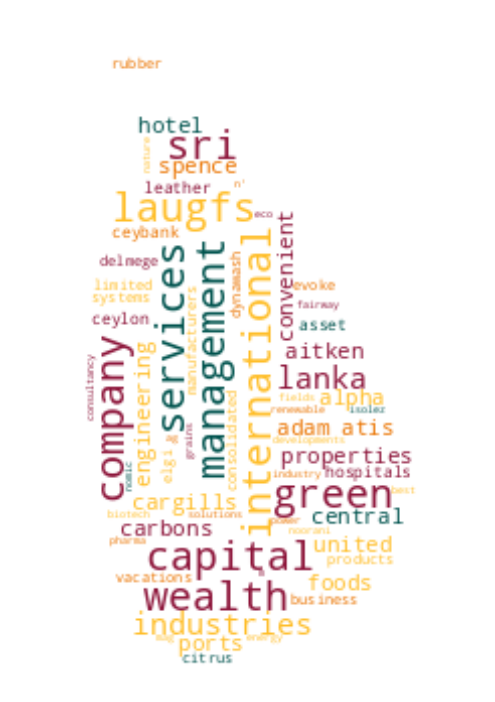 rubber
hotel
sri
nature
spence
leather
n'
laugfs
eco
ceybank
convenient
international
services
management
delmege
dynawash
limited
systems
evoke
fairway
manufacturers
ceylon
asset
company
engineering
aitken
consultancy
lanka
consolidated
fields
alpha
renewable
isolez
adam atis
grains
elgi
g
developments
properties
nomic
industry
hospitals
green
best
cargills
biotech
solutions
central
power
carbons
noorani
pharma
united
capital
products
vacations
foods
wealth
business
industries
energy
ports
citrus